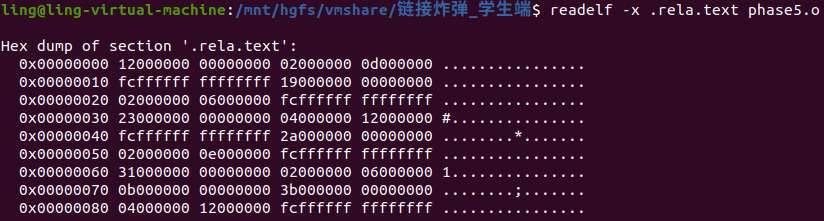 ling@ling-virtual-machine:/mnt/hgfs/vmshare/链接炸弹_学生端$ readelf -x .rela.text phase5.o
Hex dump of section '.rela.text':
0x00000000 12000000 00000000 02000000 0d000000 ................
0x00000010 fcffffff ffffffff 19000000 00000000 ................
0x00000020 02000000 06000000 fcffffff ffffffff ................
0x00000030 23000000 00000000 04000000 12000000 #...............
0x00000040 fcffffff ffffffff 2a000000 00000000 ........*.......
0x00000050 02000000 0e000000 fcffffff ffffffff ................
0x00000060 31000000 00000000 02000000 06000000 1...............
0x00000070 0b000000 00000000 3b000000 00000000 ........;.......
0x00000080 04000000 12000000 fcffffff ffffffff ................